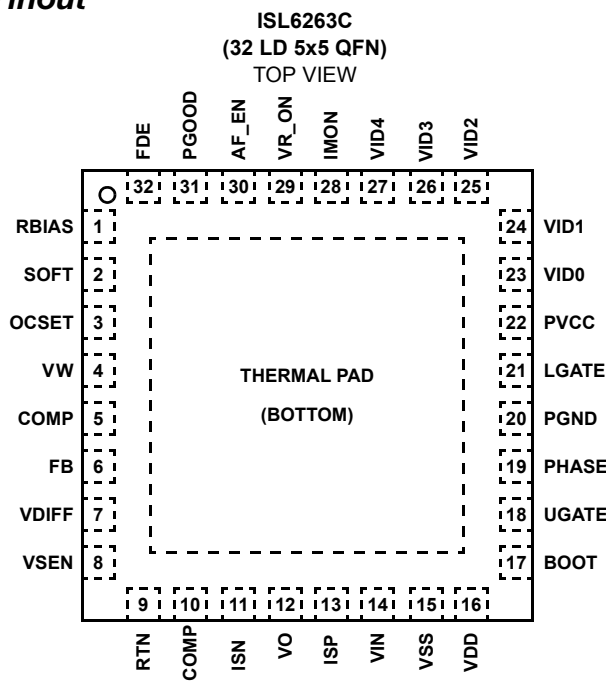 inout
ISL6263C
(32 LD 5x5 QFN)
TOP VIEW
FDE
PGOOD
AF_EN
VR_ON
IMON
VID4
VID3
VID2
32 31 30 29 28 27 26 25
RBIAS 1
SOFT 2
OCSET 3
VW 4
COMP 5
FB 6
VDIFF 7
VSEN 8
THERMAL PAD
(BOTTOM)
24 VID1
23 VID0
22 PVCC
21 LGATE
20 PGND
19 PHASE
18 UGATE
17 BOOT
9 10 11 12 13 14 15 16
RTN
COMP
ISN
VO
ISP
VIN
VSS
VDD